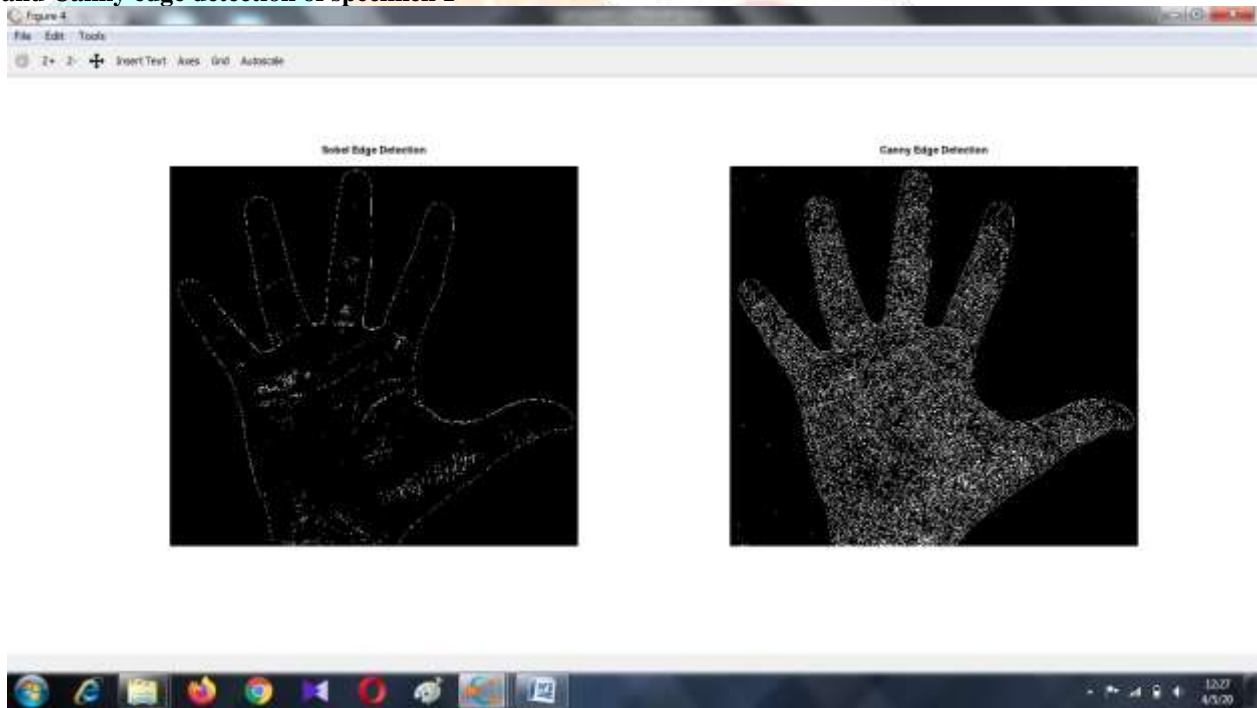 and Canny edge detection of specimen 1
Figure 4
File Edit Tools
Z+ Z- Insert Text Axes Grid Autoscale
Sobel Edge Detection
Canny Edge Detection
12:27
4/5/20